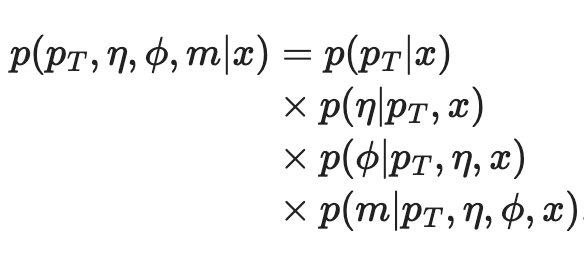 p(p_T, η, ϕ, m|x) = p(p_T|x)
× p(η|p_T, x)
× p(ϕ|p_T, η, x)
× p(m|p_T, η, ϕ, x).